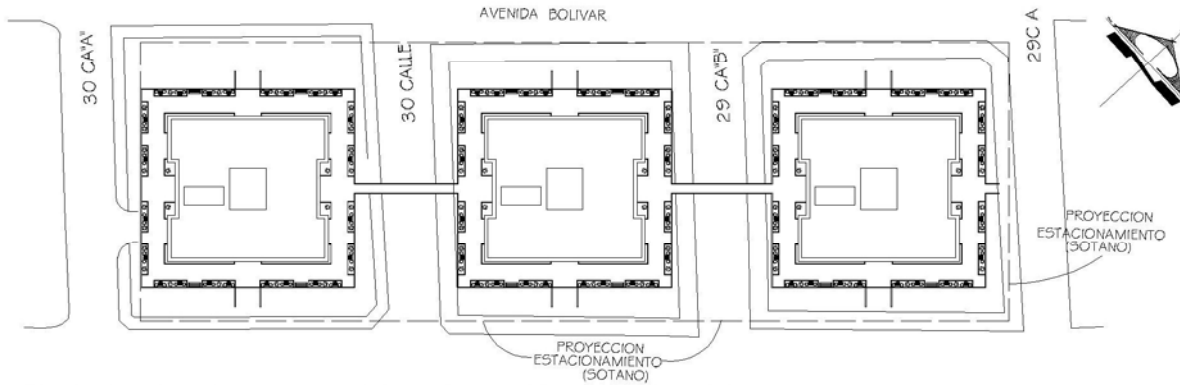 AVENIDA BOLIVAR
30 CA"A"
30 CALLE
29 CA"B"
29C A
PROYECCION
ESTACIONAMIENTO
(SOTANO)
PROYECCION
ESTACIONAMIENTO
(SOTANO)